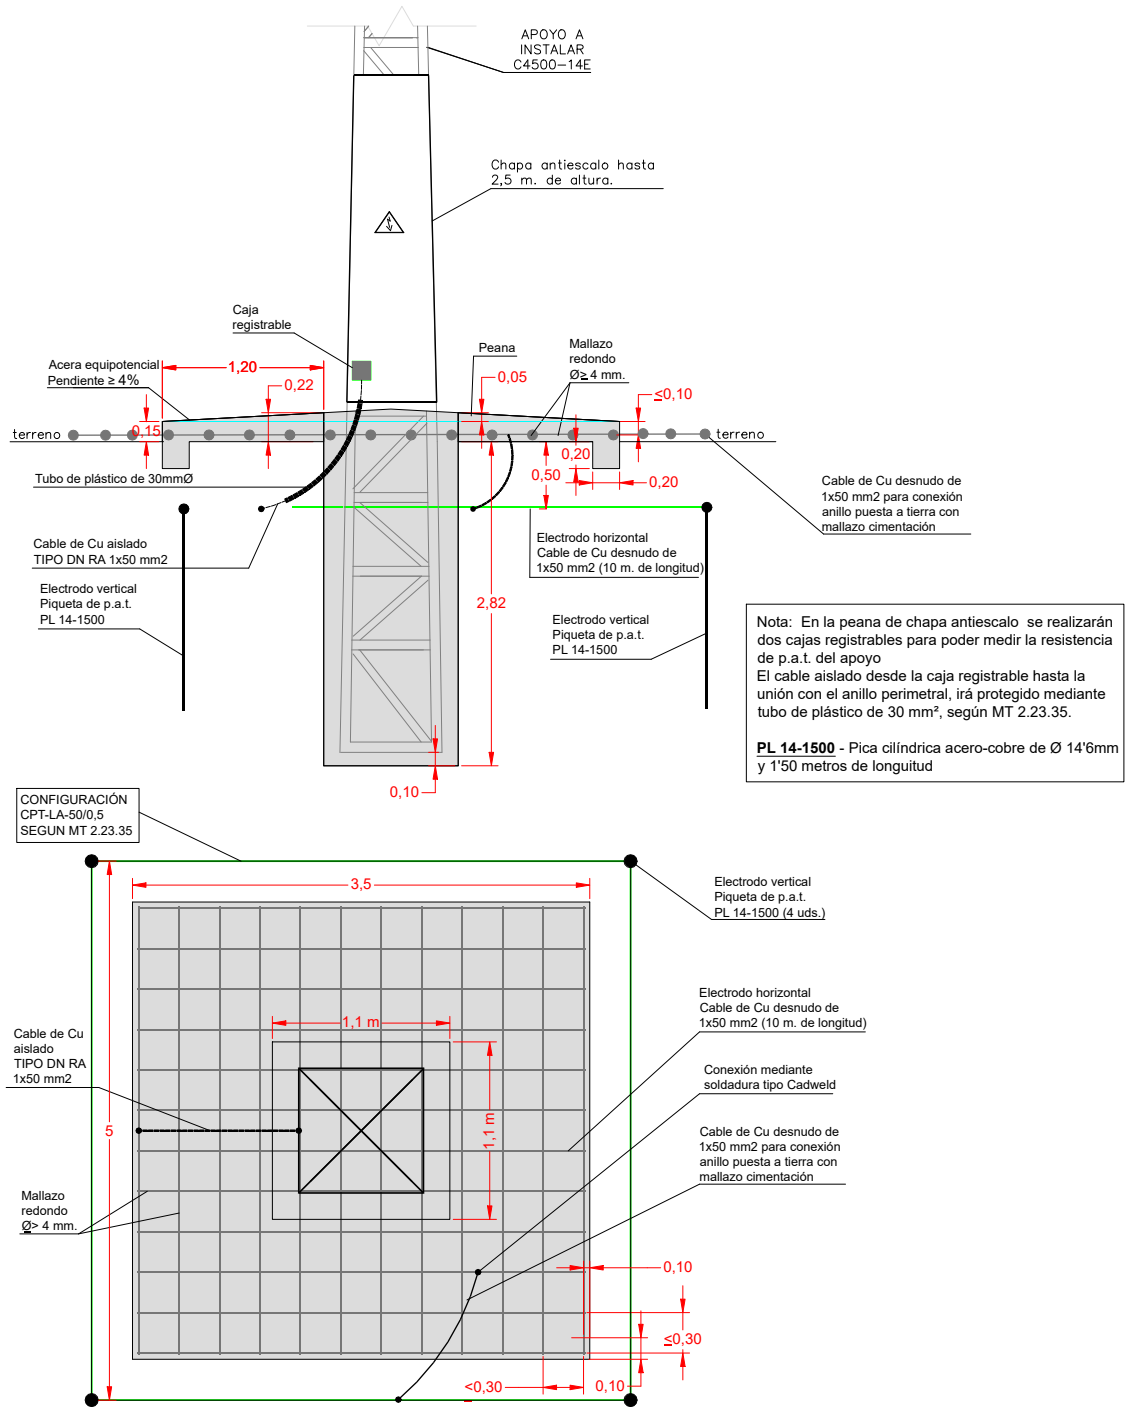 APOYO A
INSTALAR
C4500-14E
Chapa antiescalo hasta
2,5 m. de altura.
Caja
registrable
Peana
Mallazo
redondo
Ø≥ 4 mm.
Acera equipotencial
Pendiente ≥ 4%
1,20
0,22
0,05
≤0,10
terreno
0,15
terreno
0,20
0,50
0,20
Tubo de plástico de 30mmØ
Cable de Cu desnudo de
1x50 mm2 para conexión
anillo puesta a tierra con
mallazo cimentación
Cable de Cu aislado
TIPO DN RA 1x50 mm2
Electrodo horizontal
Cable de Cu desnudo de
1x50 mm2 (10 m. de longitud)
Electrodo vertical
Piqueta de p.a.t.
PL 14-1500
2,82
Electrodo vertical
Piqueta de p.a.t.
PL 14-1500
0,10
Nota: En la peana de chapa antiescalo se realizarán
dos cajas registrables para poder medir la resistencia
de p.a.t. del apoyo
El cable aislado desde la caja registrable hasta la
unión con el anillo perimetral, irá protegido mediante
tubo de plástico de 30 mm², según MT 2.23.35.
PL 14-1500 - Pica cilíndrica acero-cobre de Ø 14'6mm
y 1'50 metros de longuitud
CONFIGURACIÓN
CPT-LA-50/0,5
SEGUN MT 2.23.35
3,5
Electrodo vertical
Piqueta de p.a.t.
PL 14-1500 (4 uds.)
Electrodo horizontal
Cable de Cu desnudo de
1x50 mm2 (10 m. de longitud)
1,1 m
Cable de Cu
aislado
TIPO DN RA
1x50 mm2
Conexión mediante
soldadura tipo Cadweld
5
1,1 m
Cable de Cu desnudo de
1x50 mm2 para conexión
anillo puesta a tierra con
mallazo cimentación
Mallazo
redondo
Ø> 4 mm.
0,10
≤0,30
<0,30
0,10